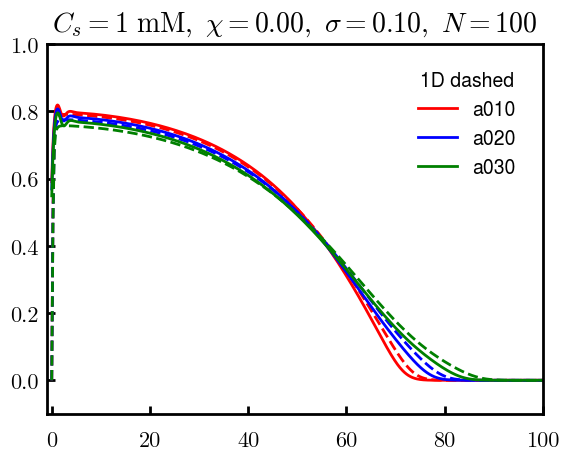 C_s = 1 mM, χ = 0.00, σ = 0.10, N = 100
1.0
0.8
0.6
0.4
0.2
0.0
0 20 40 60 80 100
1D dashed
a010
a020
a030